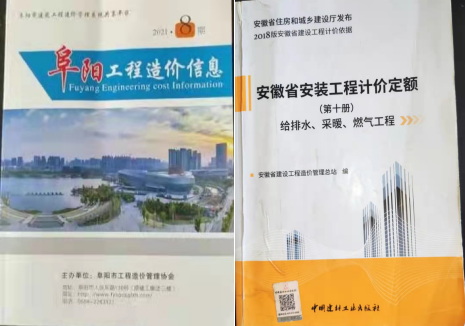 2021·8期
阜阳工程造价信息
Fuyang Engineering cost Information
主办单位：阜阳市工程造价管理协会
安徽省住房和城乡建设厅发布
2018版安徽省建设工程计价依据
安徽省安装工程计价定额
（第十册）
给排水、采暖、燃气工程
安徽省建设工程造价管理总站 编
中国建材工业出版社